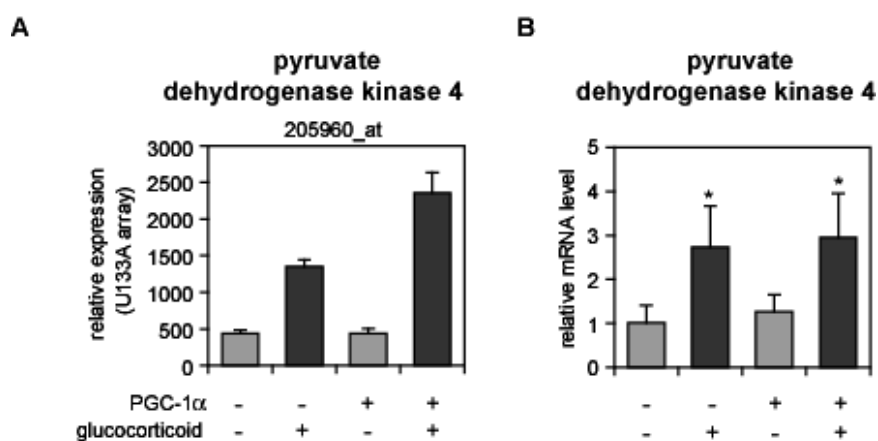 A
pyruvate
dehydrogenase kinase 4
205960_at
relative expression
(U133A array)
3000
2500
2000
1500
1000
500
0
PGC-1α - - + +
glucocorticoid - + - +
B
pyruvate
dehydrogenase kinase 4
relative mRNA level
5
4
3
2
1
0
* *
- - + +
- + - +